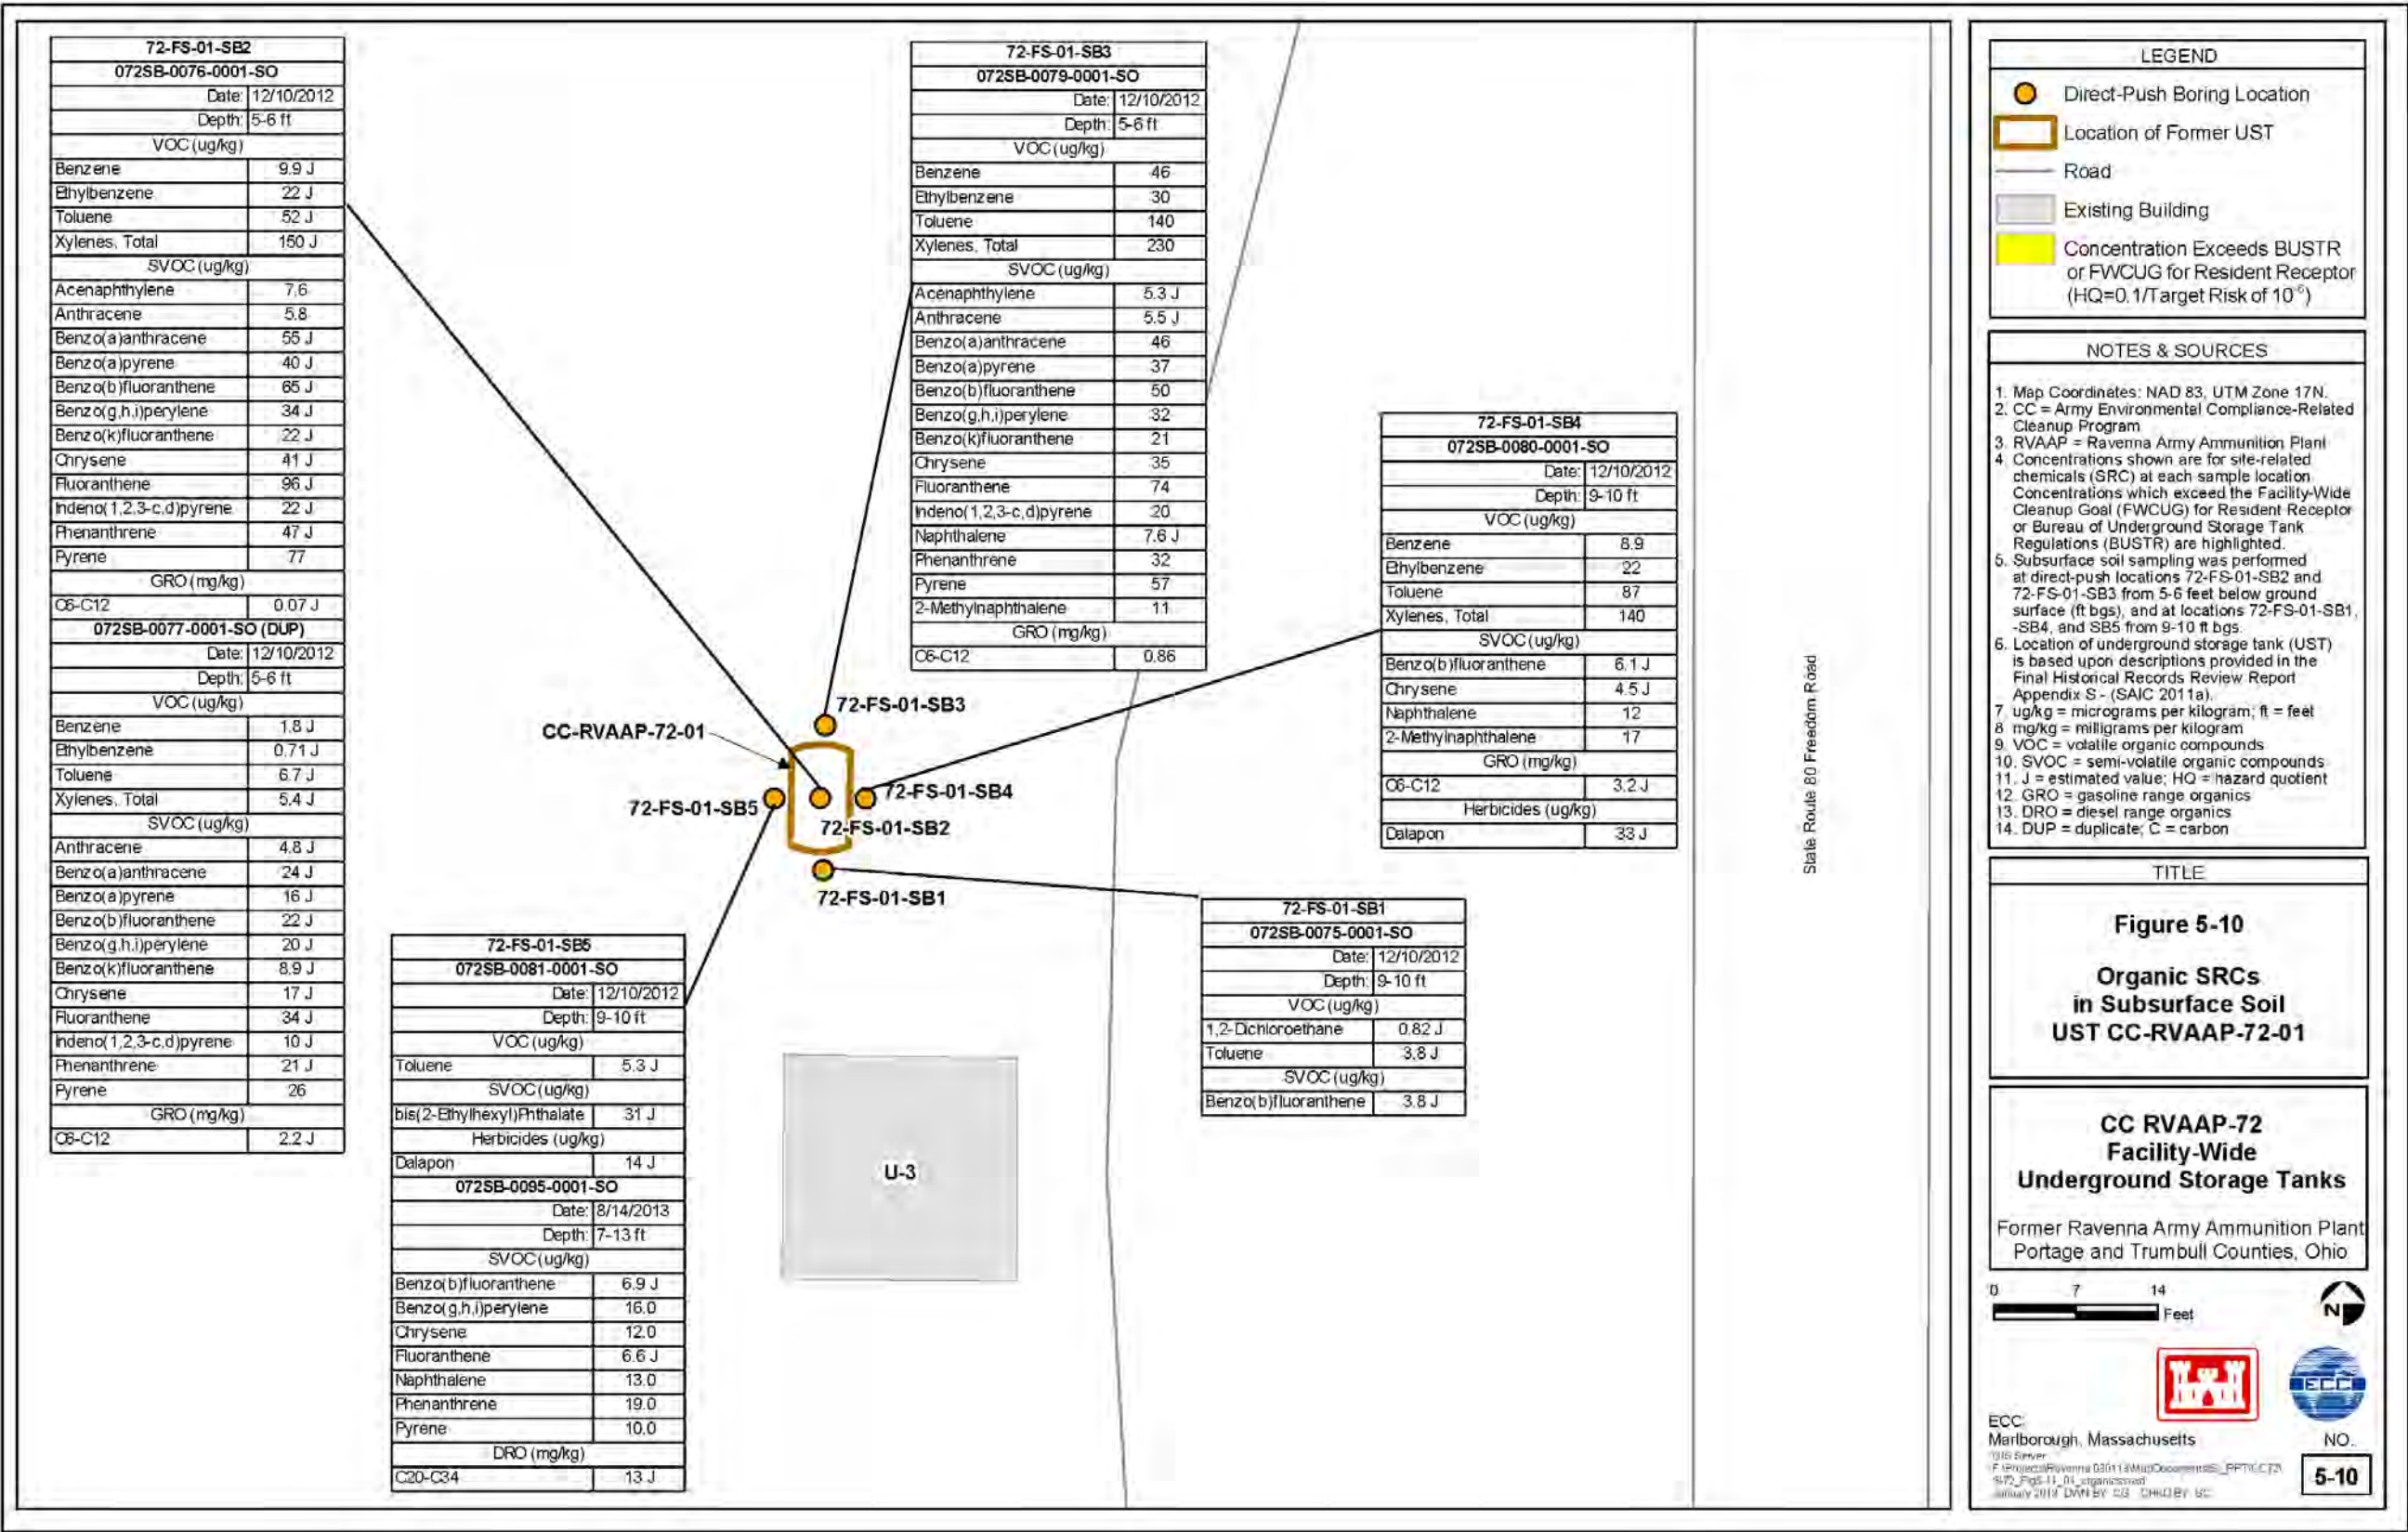 72-FS-01-SB2
072SB-0076-0001-SO
Date: 12/10/2012
Depth: 5-6 ft
VOC (ug/kg)
Benzene 9.9 J
Ethylbenzene 22 J
Toluene 52 J
Xylenes, Total 150 J
SVOC (ug/kg)
Acenaphthylene 7.6
Anthracene 5.8
Benzo(a)anthracene 55 J
Benzo(a)pyrene 40 J
Benzo(b)fluoranthene 65 J
Benzo(g,h,i)perylene 34 J
Benzo(k)fluoranthene 22 J
Chrysene 41 J
Fluoranthene 96 J
Indeno(1,2,3-c,d)pyrene 22 J
Phenanthrene 47 J
Pyrene 77
GRO (mg/kg)
C6-C12 0.07 J
072SB-0077-0001-SO (DUP)
Date: 12/10/2012
Depth: 5-6 ft
VOC (ug/kg)
Benzene 1.8 J
Ethylbenzene 0.71 J
Toluene 6.7 J
Xylenes, Total 5.4 J
SVOC (ug/kg)
Anthracene 4.8 J
Benzo(a)anthracene 24 J
Benzo(a)pyrene 16 J
Benzo(b)fluoranthene 22 J
Benzo(g,h,i)perylene 20 J
Benzo(k)fluoranthene 8.9 J
Chrysene 17 J
Fluoranthene 34 J
Indeno(1,2,3-c,d)pyrene 10 J
Phenanthrene 21 J
Pyrene 26
GRO (mg/kg)
C6-C12 2.2 J
72-FS-01-SB3
072SB-0079-0001-SO
Date: 12/10/2012
Depth: 5-6 ft
VOC (ug/kg)
Benzene 46
Ethylbenzene 30
Toluene 140
Xylenes, Total 230
SVOC (ug/kg)
Acenaphthylene 5.3 J
Anthracene 5.5 J
Benzo(a)anthracene 46
Benzo(a)pyrene 37
Benzo(b)fluoranthene 50
Benzo(g,h,i)perylene 32
Benzo(k)fluoranthene 21
Chrysene 35
Fluoranthene 74
Indeno(1,2,3-c,d)pyrene 20
Naphthalene 7.6 J
Phenanthrene 32
Pyrene 57
2-Methylnaphthalene 11
GRO (mg/kg)
C6-C12 0.86
72-FS-01-SB4
072SB-0080-0001-SO
Date: 12/10/2012
Depth: 9-10 ft
VOC (ug/kg)
Benzene 8.9
Ethylbenzene 22
Toluene 87
Xylenes, Total 140
SVOC (ug/kg)
Benzo(b)fluoranthene 6.1 J
Chrysene 4.5 J
Naphthalene 12
2-Methylnaphthalene 17
GRO (mg/kg)
C6-C12 3.2 J
Herbicides (ug/kg)
Dalapon 33 J
72-FS-01-SB3
CC-RVAAP-72-01
72-FS-01-SB4
72-FS-01-SB5
72-FS-01-SB2
72-FS-01-SB1
72-FS-01-SB5
072SB-0081-0001-SO
Date: 12/10/2012
Depth: 9-10 ft
VOC (ug/kg)
Toluene 5.3 J
SVOC (ug/kg)
bis(2-Ethylhexyl)Phthalate 31 J
Herbicides (ug/kg)
Dalapon 14 J
072SB-0095-0001-SO
Date: 8/14/2013
Depth: 7-13 ft
SVOC (ug/kg)
Benzo(b)fluoranthene 6.9 J
Benzo(g,h,i)perylene 16.0
Chrysene 12.0
Fluoranthene 6.6 J
Naphthalene 13.0
Phenanthrene 19.0
Pyrene 10.0
DRO (mg/kg)
C20-C34 13 J
72-FS-01-SB1
072SB-0075-0001-SO
Date: 12/10/2012
Depth: 9-10 ft
VOC (ug/kg)
1,2-Dichloroethane 0.82 J
Toluene 3.8 J
SVOC (ug/kg)
Benzo(b)fluoranthene 3.8 J
U-3
State Route 80 Freedom Road
LEGEND
Direct-Push Boring Location
Location of Former UST
Road
Existing Building
Concentration Exceeds BUSTR
or FWCUG for Resident Receptor
(HQ=0.1/Target Risk of 10⁻⁶)
NOTES & SOURCES
1. Map Coordinates: NAD 83, UTM Zone 17N.
2. CC = Army Environmental Compliance-Related
Cleanup Program
3. RVAAP = Ravenna Army Ammunition Plant
4. Concentrations shown are for site-related
chemicals (SRC) at each sample location
Concentrations which exceed the Facility-Wide
Cleanup Goal (FWCUG) for Resident Receptor
or Bureau of Underground Storage Tank
Regulations (BUSTR) are highlighted.
5. Subsurface soil sampling was performed
at direct-push locations 72-FS-01-SB2 and
72-FS-01-SB3 from 5-6 feet below ground
surface (ft bgs), and at locations 72-FS-01-SB1,
-SB4, and SB5 from 9-10 ft bgs.
6. Location of underground storage tank (UST)
is based upon descriptions provided in the
Final Historical Records Review Report
Appendix S - (SAIC 2011a).
7. ug/kg = micrograms per kilogram; ft = feet
8 mg/kg = milligrams per kilogram
9. VOC = volatile organic compounds
10. SVOC = semi-volatile organic compounds
11. J = estimated value; HQ = hazard quotient
12. GRO = gasoline range organics
13. DRO = diesel range organics
14. DUP = duplicate; C = carbon
TITLE
Figure 5-10
Organic SRCs
in Subsurface Soil
UST CC-RVAAP-72-01
CC RVAAP-72
Facility-Wide
Underground Storage Tanks
Former Ravenna Army Ammunition Plant
Portage and Trumbull Counties, Ohio
0 7 14
Feet
N
ECC
ECC
Marlborough, Massachusetts
NO.
GIS Server
5-10